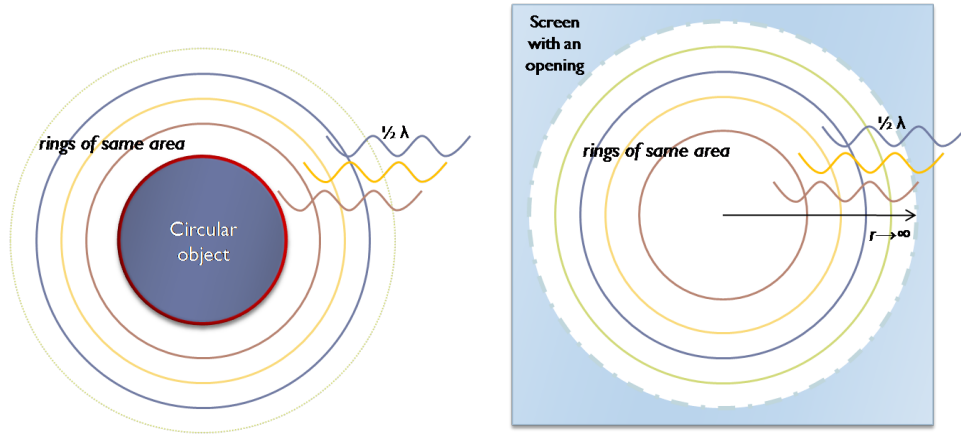 ½ λ
rings of same area
Circular
object
Screen
with an
opening
½ λ
rings of same area
r→∞